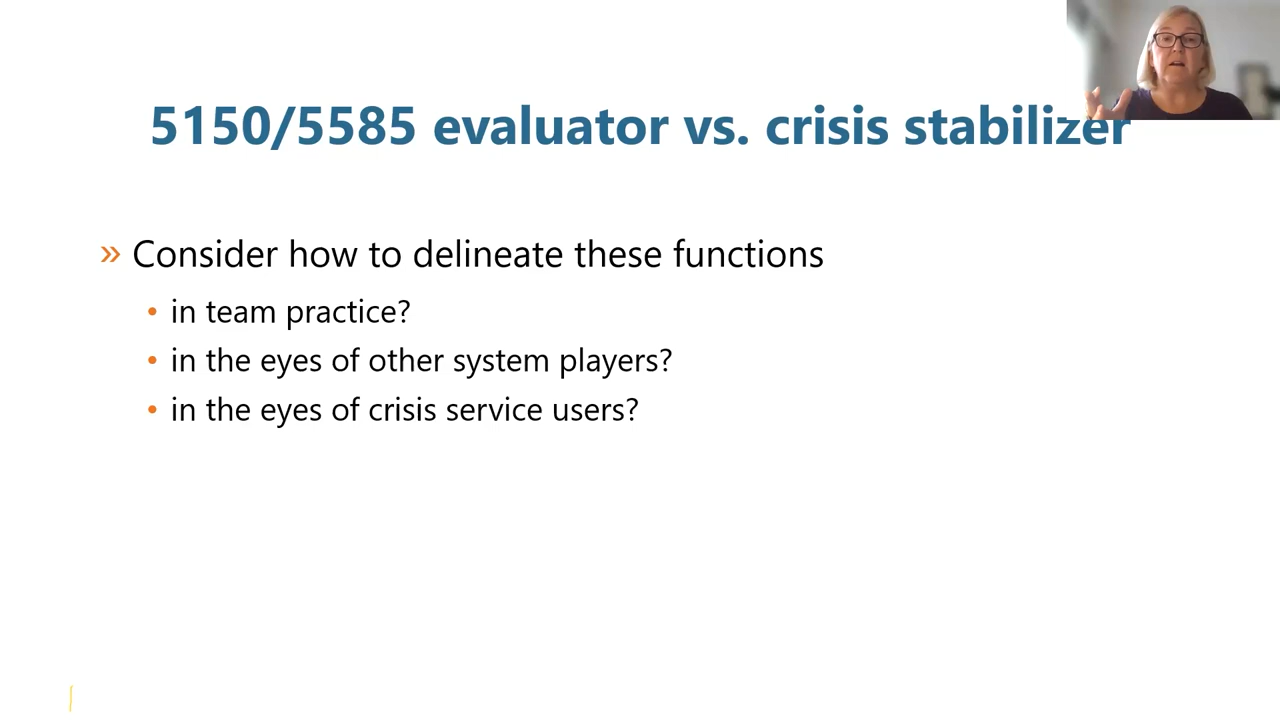 5150/5585 evaluator vs. crisis stabilizer
» Consider how to delineate these functions
• in team practice?
• in the eyes of other system players?
• in the eyes of crisis service users?